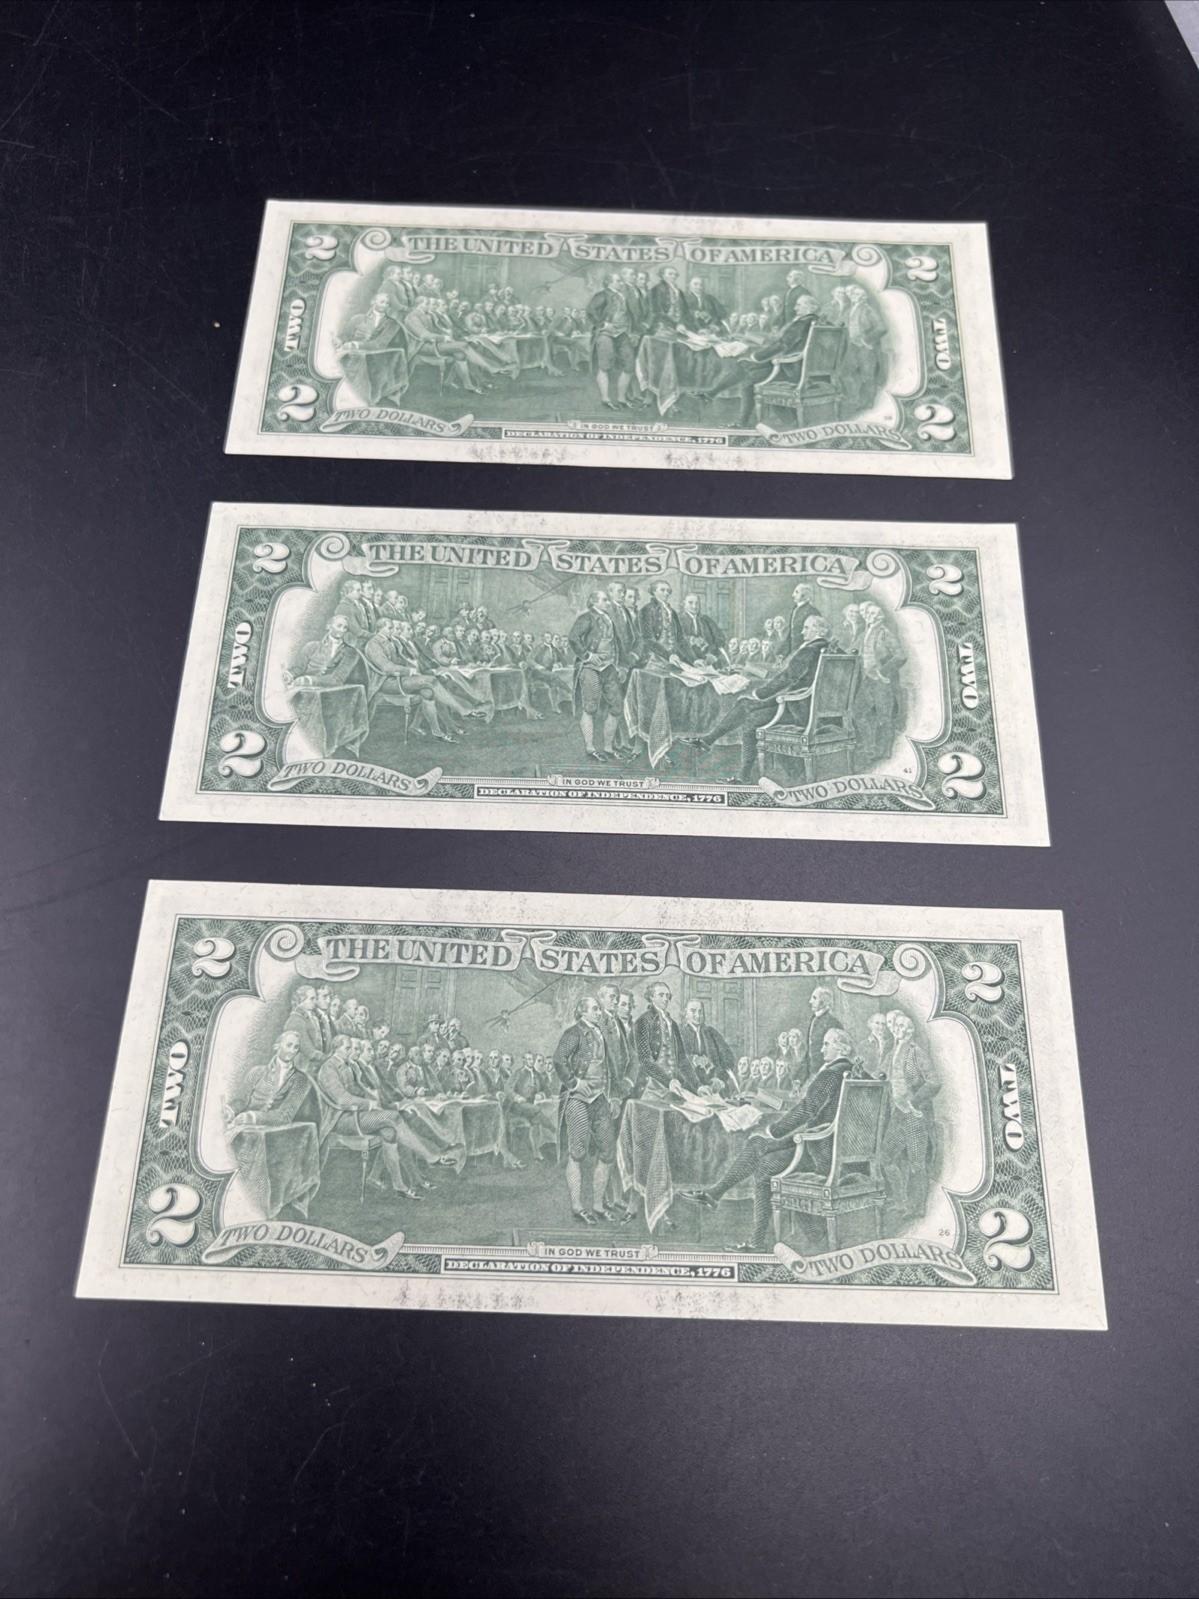 2 THE UNITED STATES OF AMERICA 2
TWO TWO
2 TWO DOLLARS IN GOD WE TRUST TWO DOLLARS 2
DECLARATION OF INDEPENDENCE, 1776
2 THE UNITED STATES OF AMERICA 2
TWO TWO
41
2 TWO DOLLARS IN GOD WE TRUST TWO DOLLARS 2
DECLARATION OF INDEPENDENCE, 1776
2 THE UNITED STATES OF AMERICA 2
TWO TWO
26
2 TWO DOLLARS IN GOD WE TRUST TWO DOLLARS 2
DECLARATION OF INDEPENDENCE, 1776